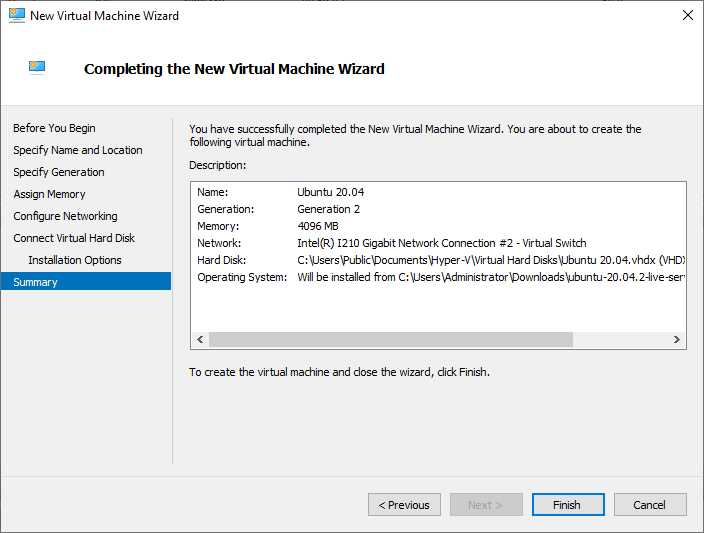 New Virtual Machine Wizard
Completing the New Virtual Machine Wizard
Before You Begin
Specify Name and Location
Specify Generation
Assign Memory
Configure Networking
Connect Virtual Hard Disk
Installation Options
Summary
You have successfully completed the New Virtual Machine Wizard. You are about to create the
following virtual machine.
Description:
Name: Ubuntu 20.04
Generation: Generation 2
Memory: 4096 MB
Network: Intel(R) I210 Gigabit Network Connection #2 - Virtual Switch
Hard Disk: C:\Users\Public\Documents\Hyper-V\Virtual Hard Disks\Ubuntu 20.04.vhdx (VHDX
Operating System: Will be installed from C:\Users\Administrator\Downloads\ubuntu-20.04.2-live-serv
To create the virtual machine and close the wizard, click Finish.
< Previous
Next >
Finish
Cancel